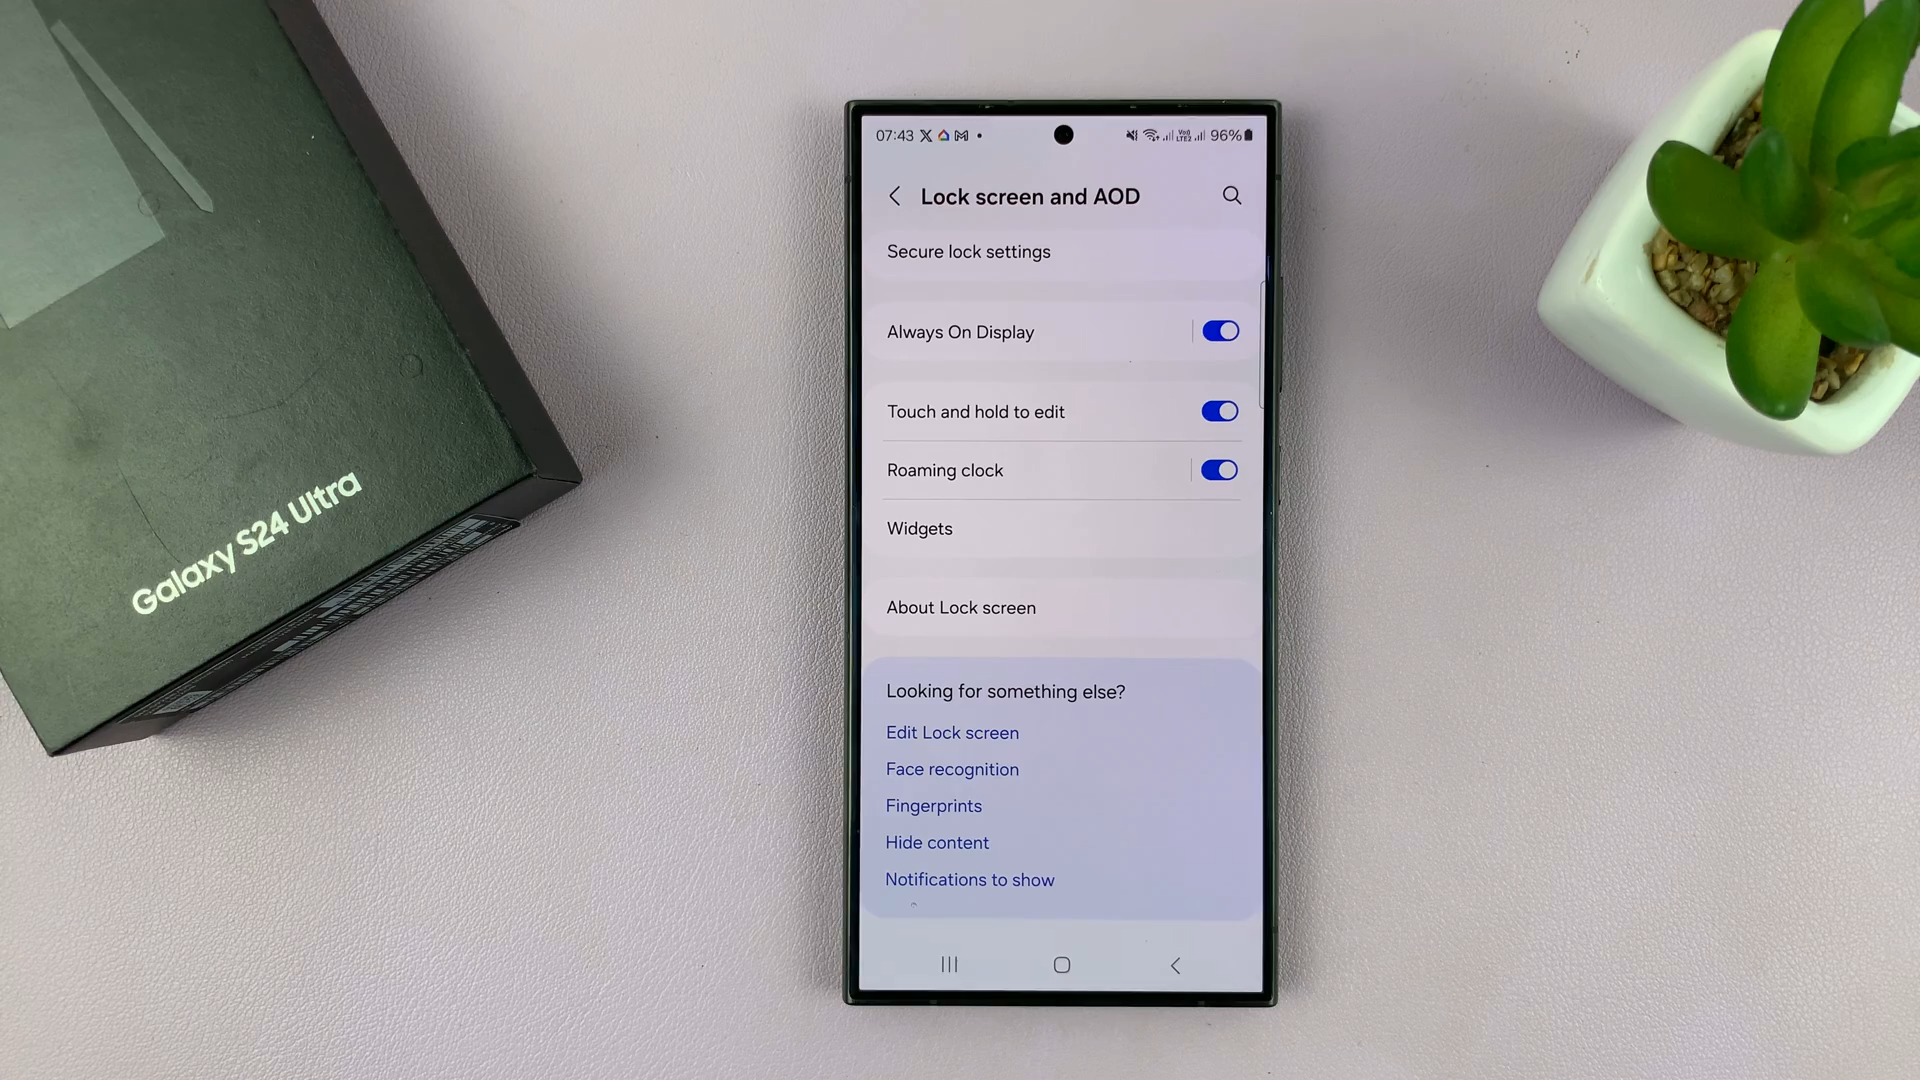 Galaxy S24 Ultra
07:43
96%
Lock screen and AOD
Secure lock settings
Always On Display
Touch and hold to edit
Roaming clock
Widgets
About Lock screen
Looking for something else?
Edit Lock screen
Face recognition
Fingerprints
Hide content
Notifications to show